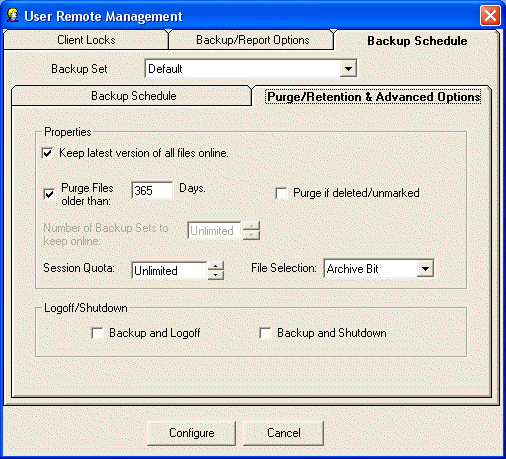 User Remote Management
Client Locks Backup/Report Options Backup Schedule
Backup Set Default
Backup Schedule Purge/Retention & Advanced Options
Properties
Keep latest version of all files online.
Purge Files older than: 365 Days. Purge if deleted/unmarked
Number of Backup Sets to keep online: Unlimited
Session Quota: Unlimited File Selection: Archive Bit
Logoff/Shutdown
Backup and Logoff Backup and Shutdown
Configure Cancel